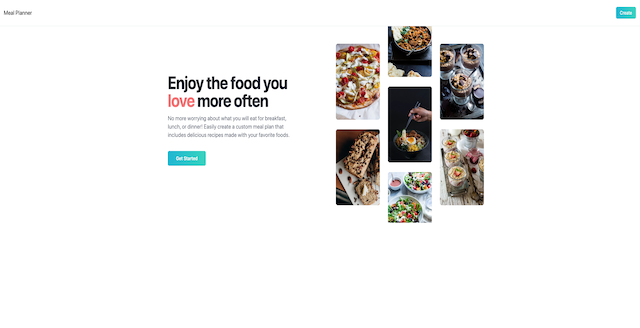 Meal Planner
Create
Enjoy the food you
love more often
No more worrying about what you will eat for breakfast,
lunch, or dinner! Easily create a custom meal plan that
includes delicious recipes made with your favorite foods.
Get Started